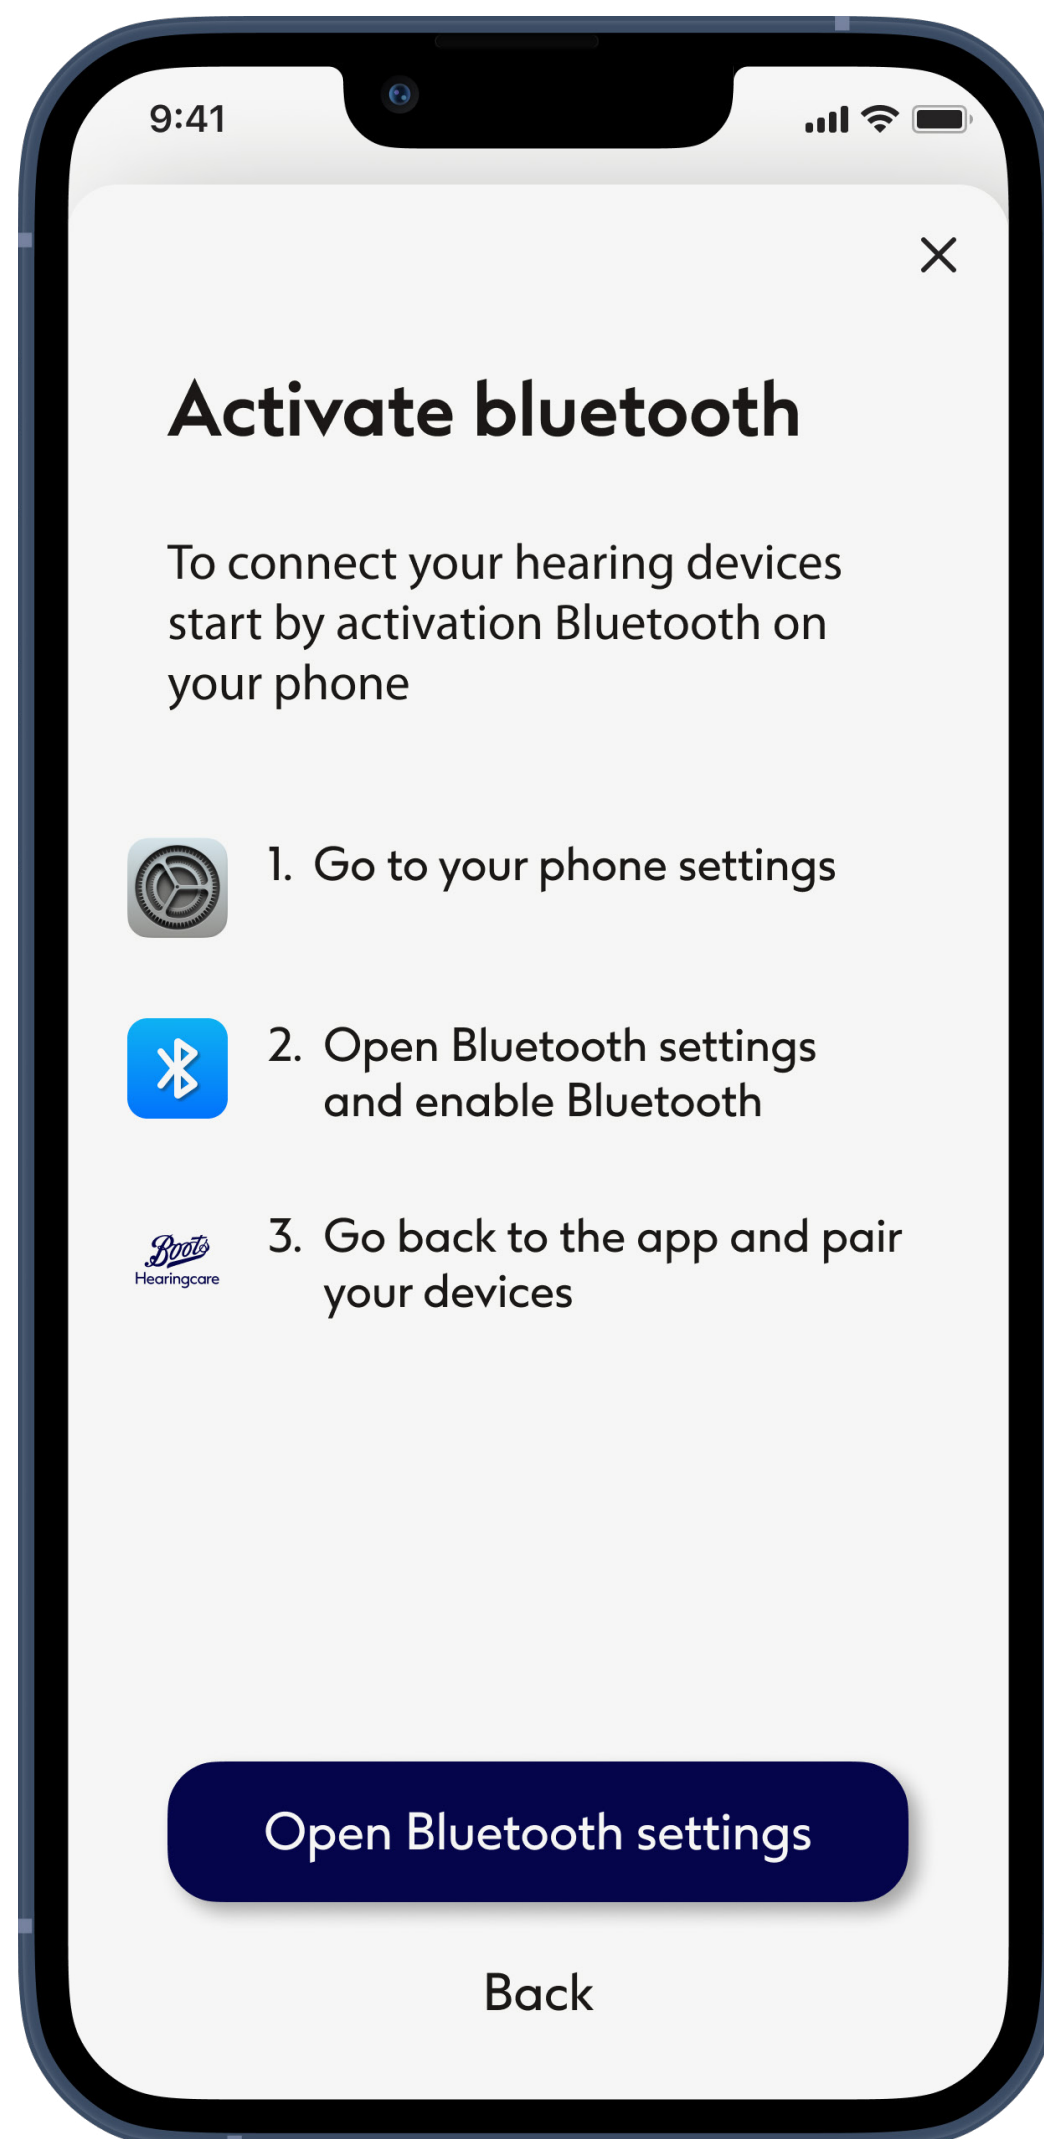 9:41
Activate bluetooth
To connect your hearing devices
start by activation Bluetooth on
your phone
1. Go to your phone settings
2. Open Bluetooth settings
and enable Bluetooth
Boots
Hearingcare
3. Go back to the app and pair
your devices
Open Bluetooth settings
Back